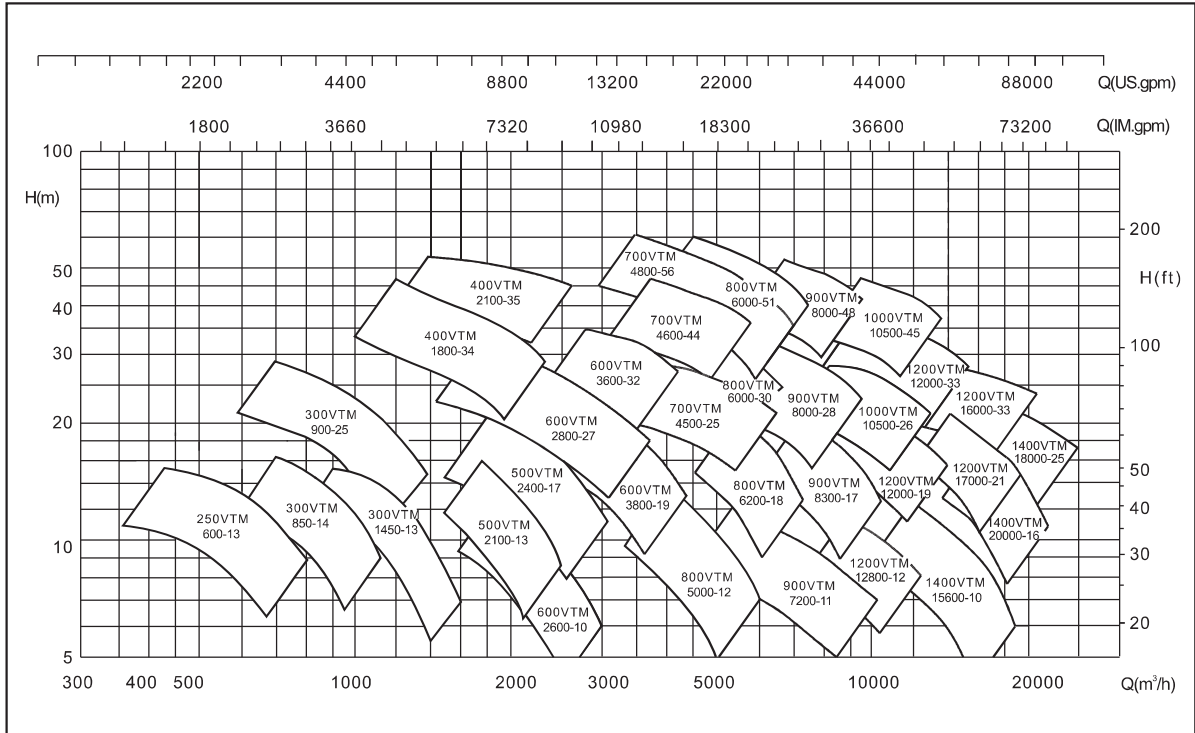 2200 4400 8800 13200 22000 44000 88000 Q(US.gpm)
1800 3660 7320 10980 18300 36600 73200 Q(IM.gpm)
100
H(m)
200
700VTM
4800-56
50
H(ft)
400VTM
2100-35
800VTM
6000-51
900VTM
8000-48
40
700VTM
4600-44
1000VTM
10500-45
400VTM
1800-34
100
30
600VTM
3600-32
1200VTM
12000-33
800VTM
6000-30
900VTM
8000-28
1200VTM
16000-33
300VTM
900-25
700VTM
4500-25
1000VTM
10500-26
20
600VTM
2800-27
1400VTM
18000-25
50
500VTM
2400-17
1200VTM
17000-21
600VTM
3800-19
800VTM
6200-18
900VTM
8300-17
1200VTM
12000-19
40
250VTM
600-13
300VTM
850-14
300VTM
1450-13
500VTM
2100-13
1400VTM
20000-16
10
30
800VTM
5000-12
900VTM
7200-11
1200VTM
12800-12
1400VTM
15600-10
600VTM
2600-10
20
5
300 400 500 1000 2000 3000 5000 10000 20000 Q(m³/h)